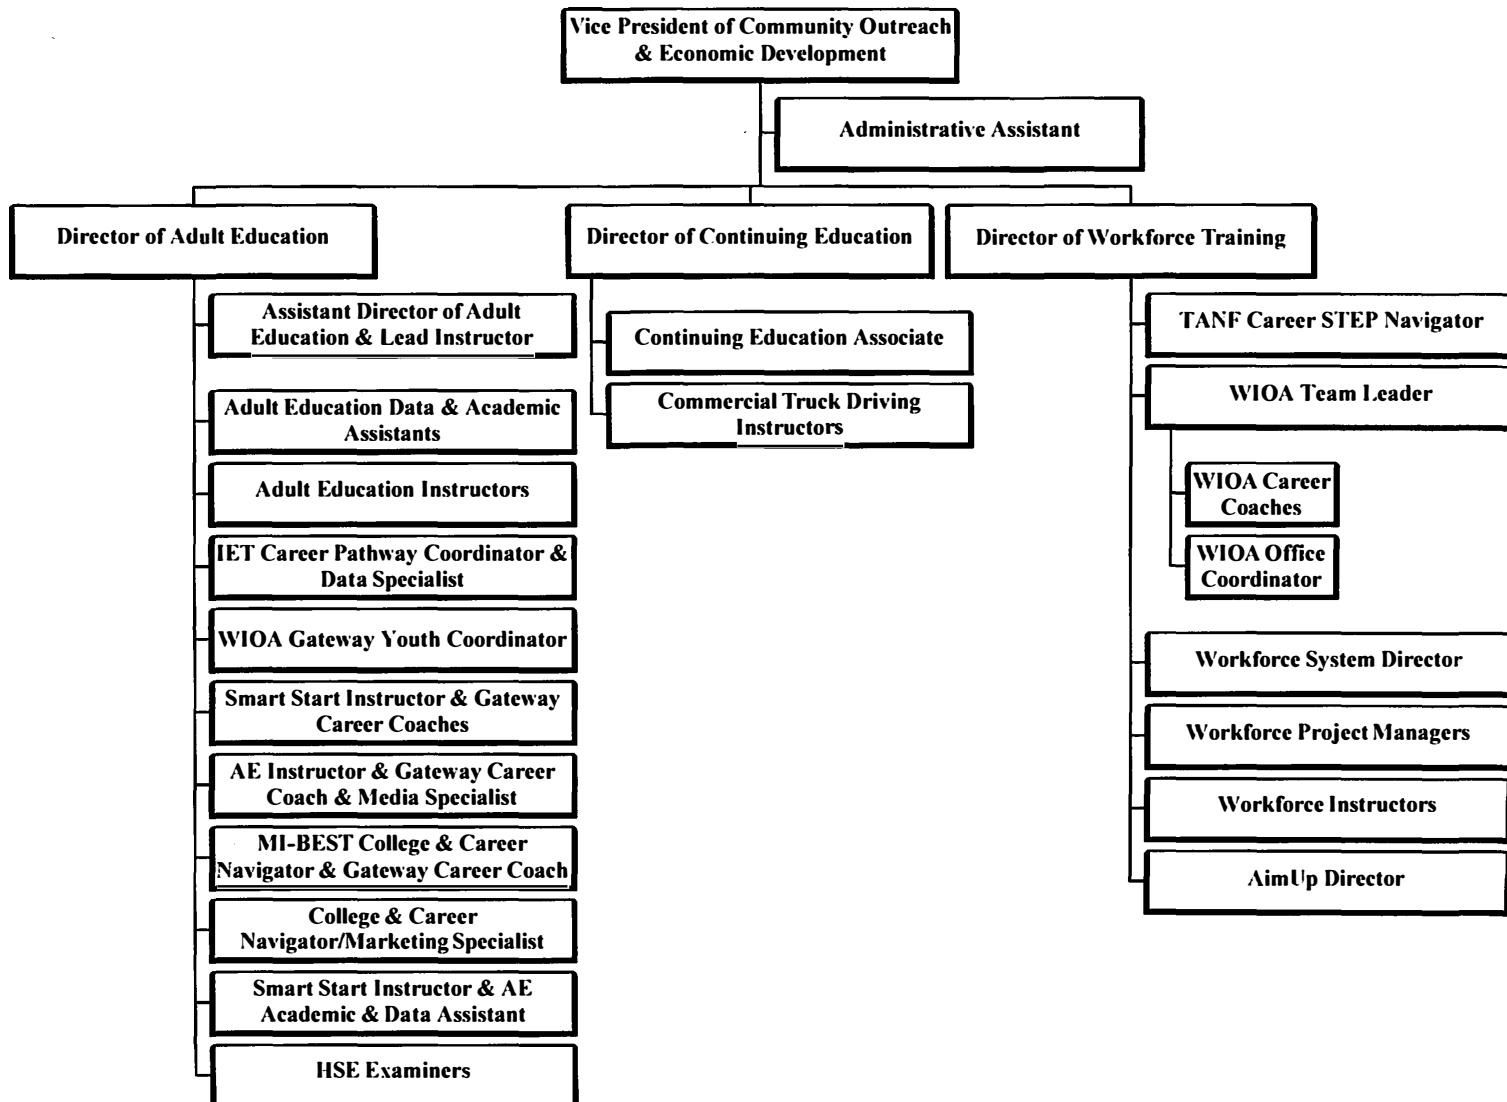 Vice President of Community Outreach
& Economic Development
Administrative Assistant
Director of Adult Education
Director of Continuing Education
Director of Workforce Training
Assistant Director of Adult
Education & Lead Instructor
Adult Education Data & Academic
Assistants
Adult Education Instructors
IET Career Pathway Coordinator &
Data Specialist
WIOA Gateway Youth Coordinator
Smart Start Instructor & Gateway
Career Coaches
AE Instructor & Gateway Career
Coach & Media Specialist
MI-BEST College & Career
Navigator & Gateway Career Coach
College & Career
Navigator/Marketing Specialist
Smart Start Instructor & AE
Academic & Data Assistant
HSE Examiners
Continuing Education Associate
Commercial Truck Driving
Instructors
TANF Career STEP Navigator
WIOA Team Leader
WIOA Career
Coaches
WIOA Office
Coordinator
Workforce System Director
Workforce Project Managers
Workforce Instructors
AimUp Director